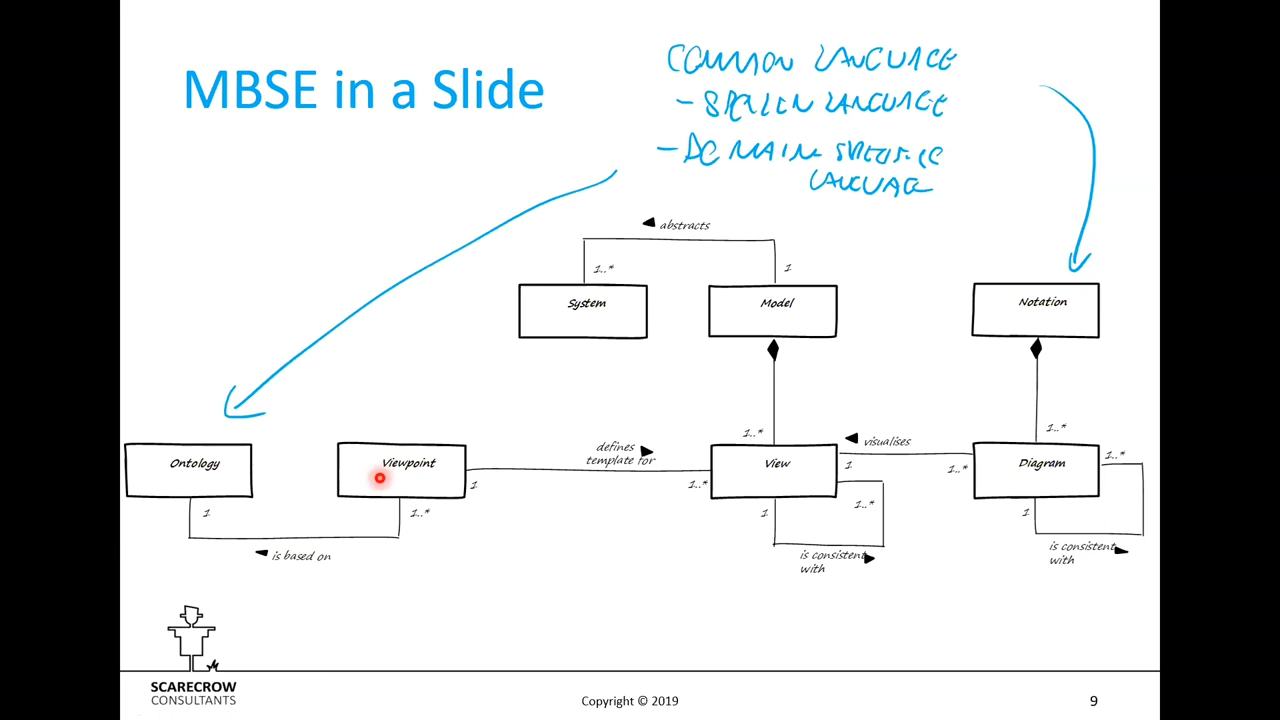 MBSE in a Slide
COMMON LANGUAGE
- SPOKEN LANGUAGE
- DOMAIN SPECIFIC
LANGUAGE
abstracts
1..*
1
System
Model
Notation
1..*
1..*
Ontology
Viewpoint
defines
template for
View
visualises
Diagram
1..*
1
1..*
1
1..*
1
1..*
1
1..*
1
is based on
is consistent
with
is consistent
with
SCARECROW
CONSULTANTS
Copyright © 2019
9